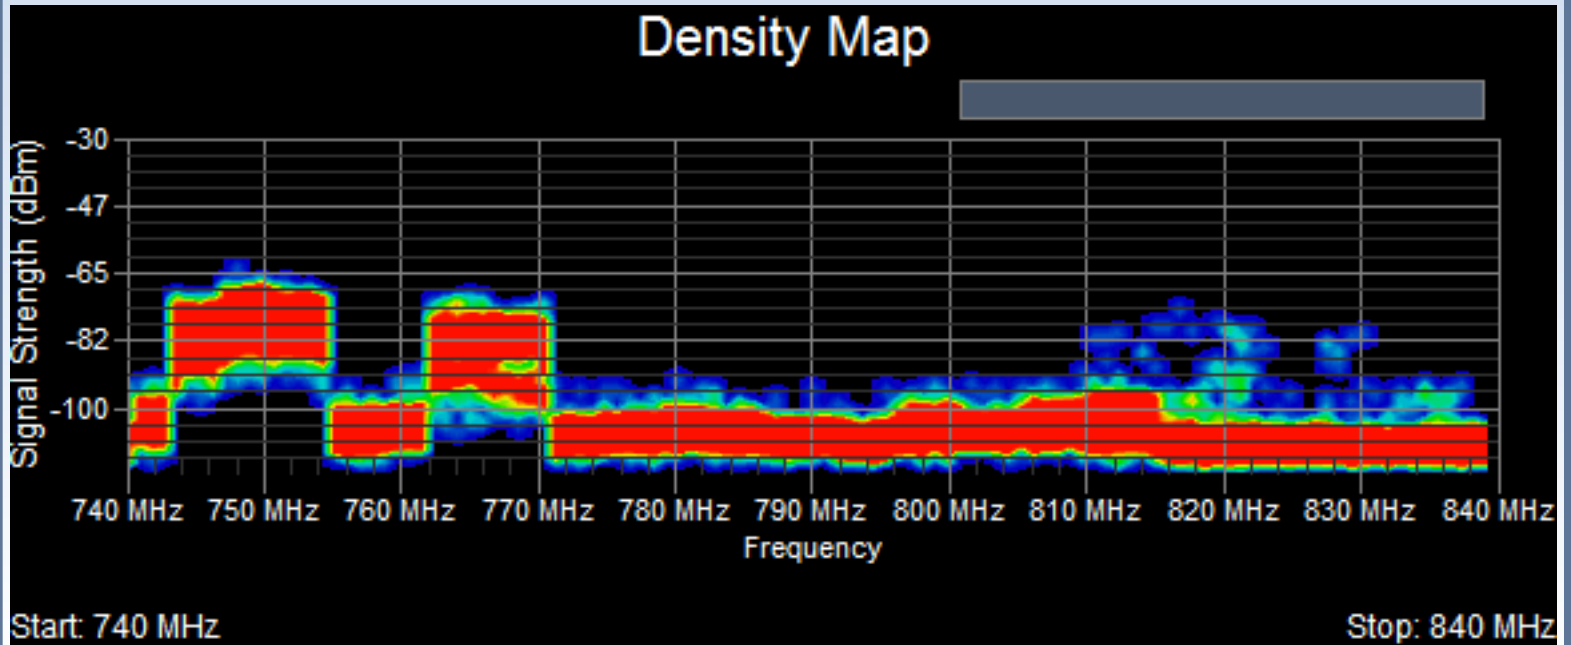 Density Map
Signal Strength (dBm)
-30
-47
-65
-82
-100
740 MHz 750 MHz 760 MHz 770 MHz 780 MHz 790 MHz 800 MHz 810 MHz 820 MHz 830 MHz 840 MHz
Frequency
Start: 740 MHz Stop: 840 MHz